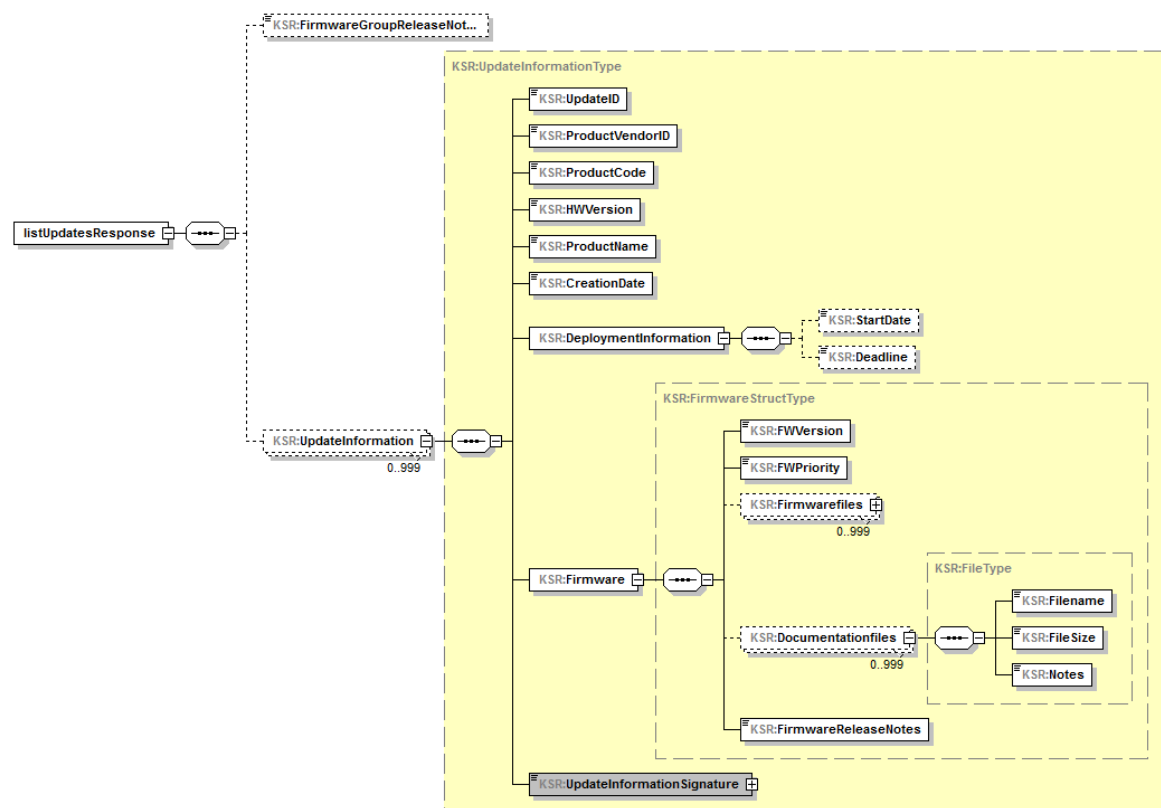 KSR:FirmwareGroupReleaseNot...
KSR:UpdateInformationType
KSR:UpdateID
KSR:ProductVendorID
KSR:ProductCode
KSR:HWVersion
listUpdatesResponse
KSR:ProductName
KSR:CreationDate
KSR:StartDate
KSR:DeploymentInformation
KSR:Deadline
KSR:FirmwareStructType
KSR:FWVersion
KSR:UpdateInformation
0..999
KSR:FWPriority
KSR:Firmwarefiles
0..999
KSR:FileType
KSR:Firmware
KSR:Filename
KSR:Documentationfiles
0..999
KSR:FileSize
KSR:Notes
KSR:FirmwareReleaseNotes
KSR:UpdateInformationSignature